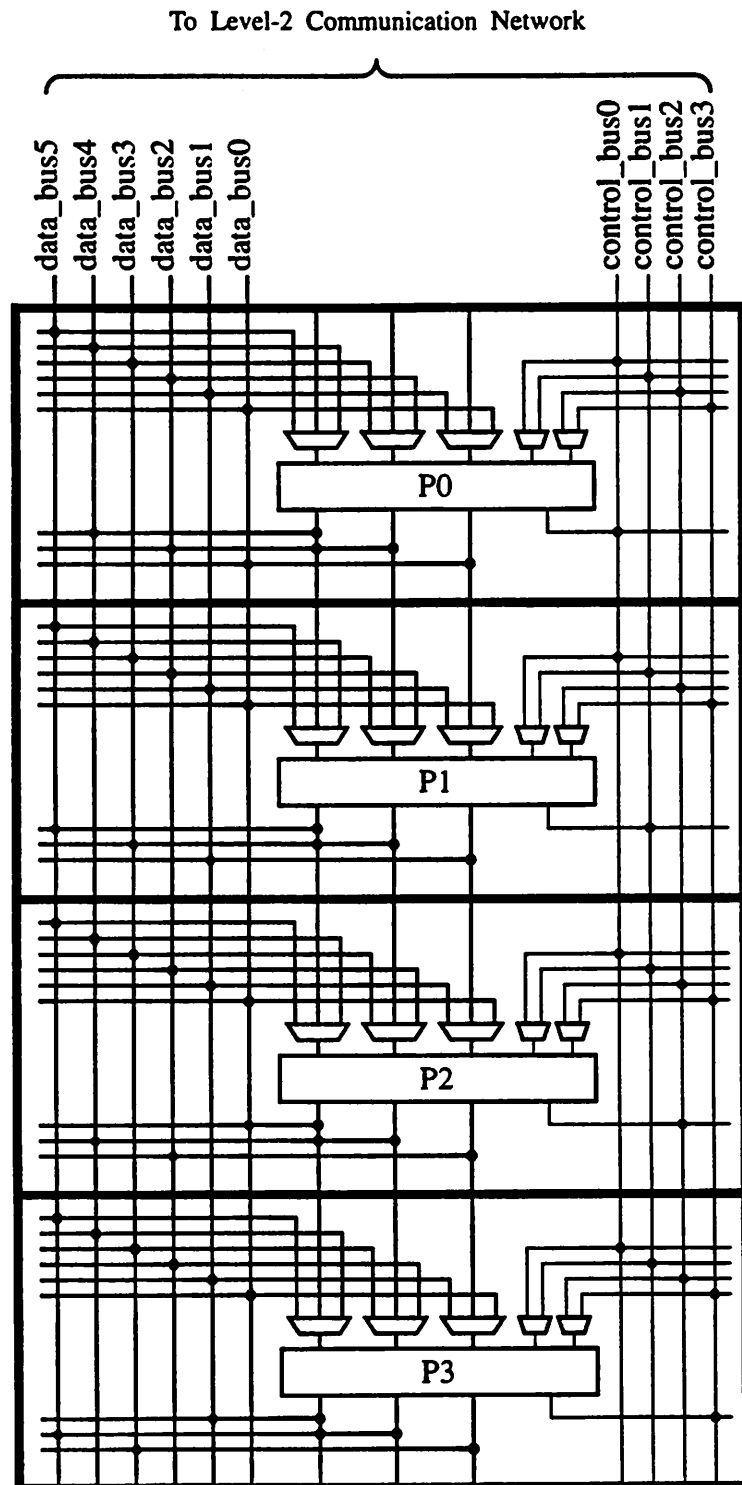 To Level-2 Communication Network
data_bus5
data_bus4
data_bus3
data_bus2
data_bus1
data_bus0
control_bus0
control_bus1
control_bus2
control_bus3
P0
P1
P2
P3